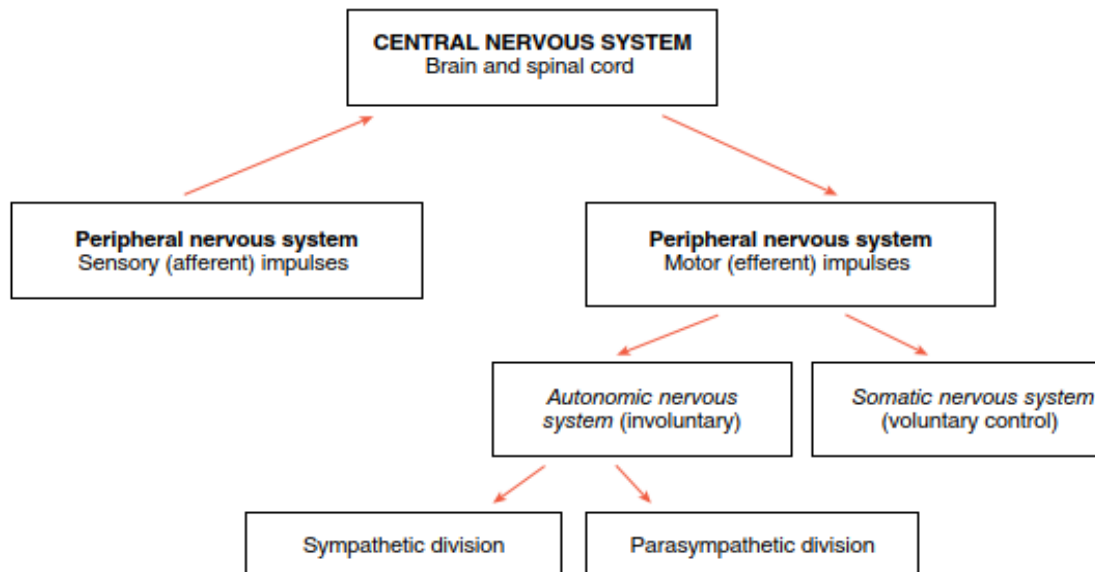 CENTRAL NERVOUS SYSTEM
Brain and spinal cord
Peripheral nervous system
Sensory (afferent) impulses
Peripheral nervous system
Motor (efferent) impulses
Autonomic nervous
system (involuntary)
Somatic nervous system
(voluntary control)
Sympathetic division
Parasympathetic division